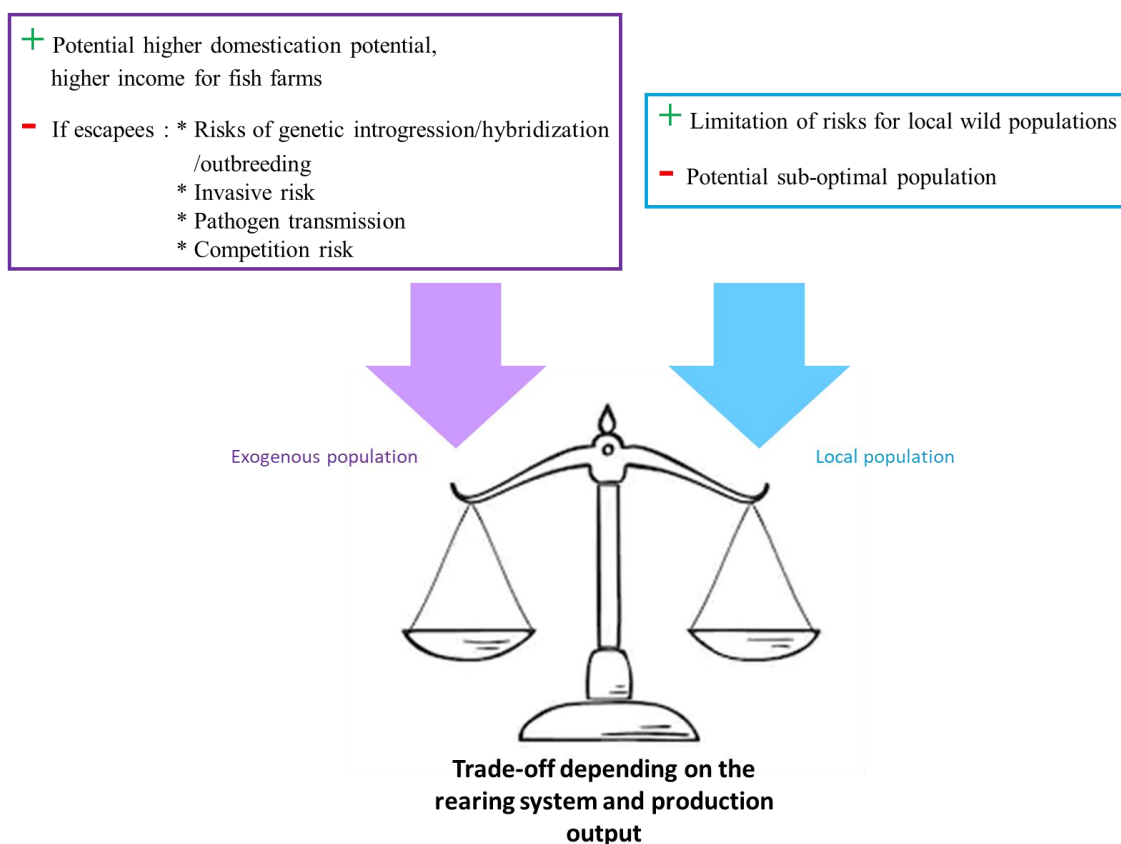 + Potential higher domestication potential,
higher income for fish farms
- If escapees : * Risks of genetic introgression/hybridization
/outbreeding
* Invasive risk
* Pathogen transmission
* Competition risk
+ Limitation of risks for local wild populations
- Potential sub-optimal population
Exogenous population
Local population
Trade-off depending on the
rearing system and production
output